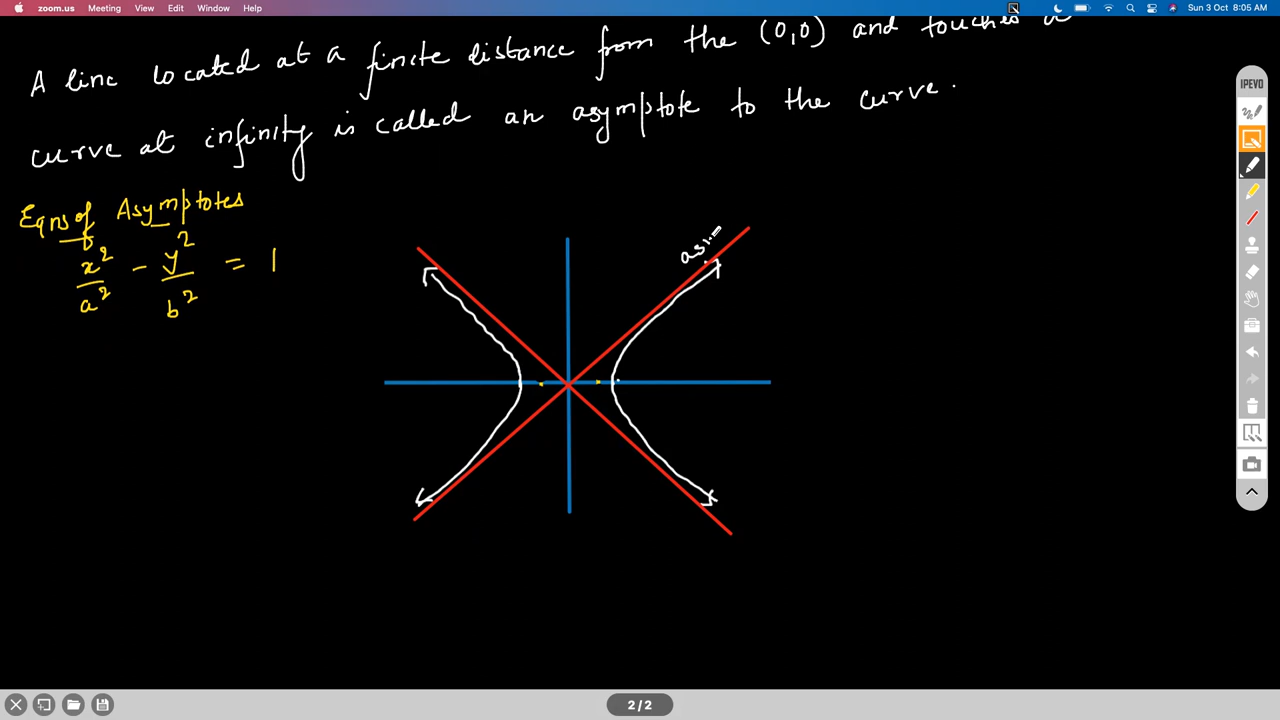 zoom.us Meeting View Edit Window Help Sun 3 Oct 8:05 AM
A line located at a finite distance from the (0,0) and touches a
curve at infinity is called an asymptote to the curve.
IPEVO
Eqns of Asymptotes
x²/a² - y²/b² = 1
2/2